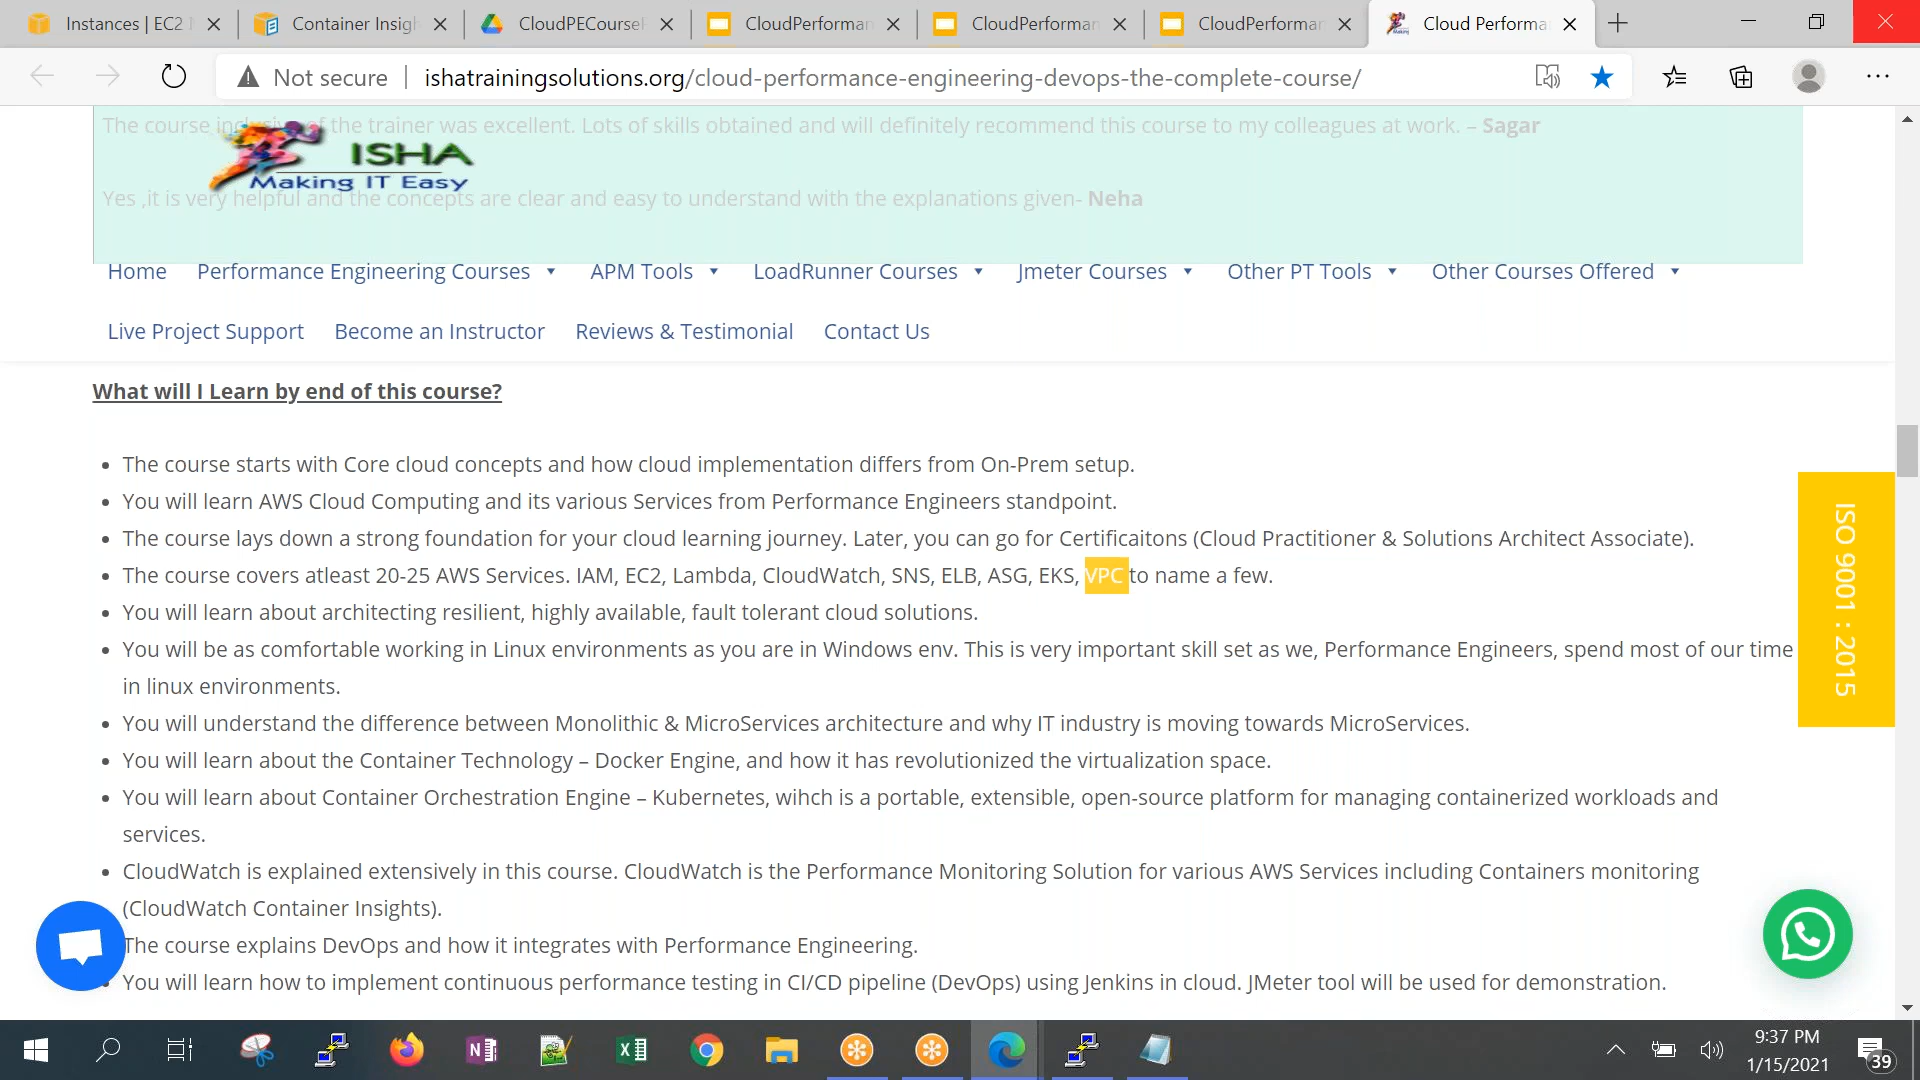 Instances | EC2
Container Insigh
CloudPECourse
CloudPerforman
CloudPerforman
CloudPerforman
Cloud Performa
Not secure
ishatrainingsolutions.org/cloud-performance-engineering-devops-the-complete-course/
The course inclusive of the trainer was excellent. Lots of skills obtained and will definitely recommend this course to my colleagues at work. – Sagar
ISHA
Making IT Easy
Yes ,it is very helpful and the concepts are clear and easy to understand with the explanations given- Neha
Home Performance Engineering Courses APM Tools LoadRunner Courses Jmeter Courses Other PT Tools Other Courses Offered
Live Project Support Become an Instructor Reviews & Testimonial Contact Us
What will I Learn by end of this course?
The course starts with Core cloud concepts and how cloud implementation differs from On-Prem setup.
You will learn AWS Cloud Computing and its various Services from Performance Engineers standpoint.
The course lays down a strong foundation for your cloud learning journey. Later, you can go for Certificaitons (Cloud Practitioner & Solutions Architect Associate).
The course covers atleast 20-25 AWS Services. IAM, EC2, Lambda, CloudWatch, SNS, ELB, ASG, EKS, VPC to name a few.
You will learn about architecting resilient, highly available, fault tolerant cloud solutions.
You will be as comfortable working in Linux environments as you are in Windows env. This is very important skill set as we, Performance Engineers, spend most of our time
in linux environments.
You will understand the difference between Monolithic & MicroServices architecture and why IT industry is moving towards MicroServices.
You will learn about the Container Technology – Docker Engine, and how it has revolutionized the virtualization space.
You will learn about Container Orchestration Engine – Kubernetes, wihch is a portable, extensible, open-source platform for managing containerized workloads and
services.
CloudWatch is explained extensively in this course. CloudWatch is the Performance Monitoring Solution for various AWS Services including Containers monitoring
(CloudWatch Container Insights).
The course explains DevOps and how it integrates with Performance Engineering.
You will learn how to implement continuous performance testing in CI/CD pipeline (DevOps) using Jenkins in cloud. JMeter tool will be used for demonstration.
ISO 9001 : 2015
9:37 PM
1/15/2021
39